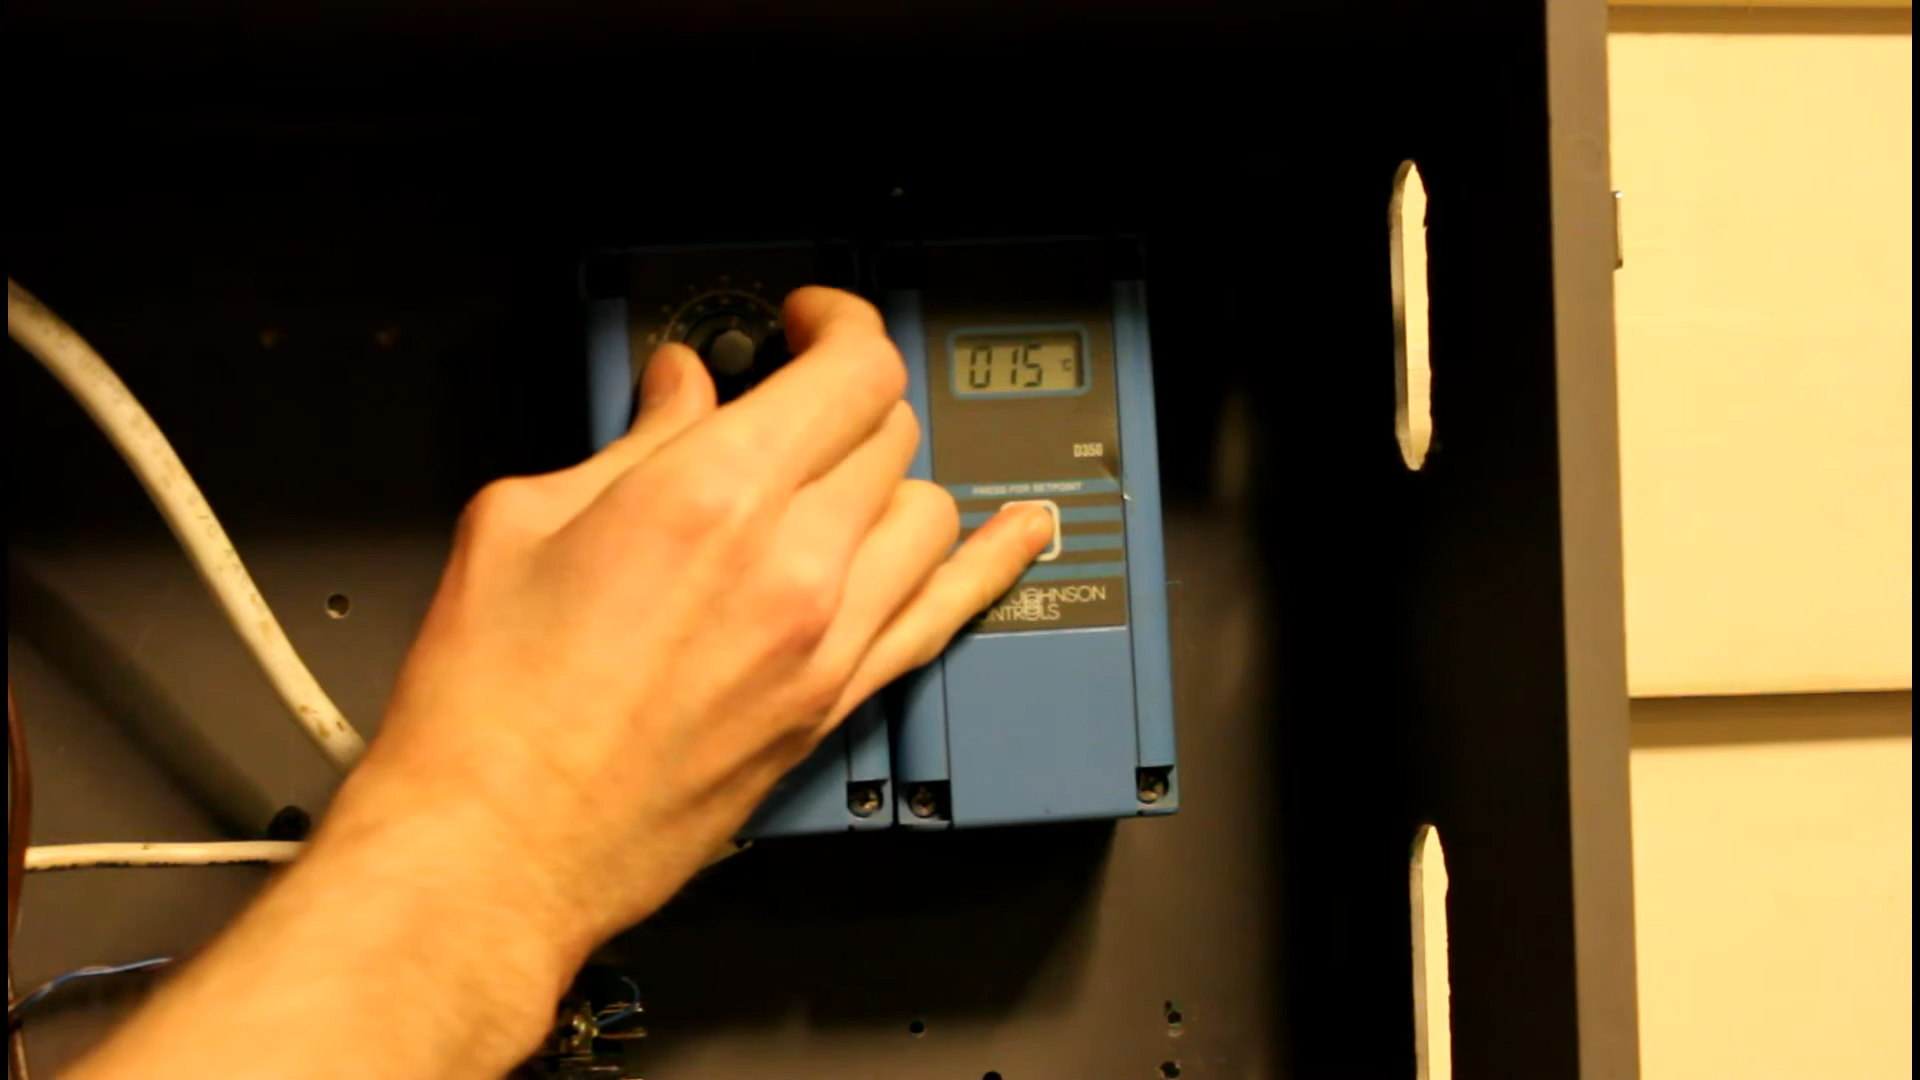 015 °C
D350
PRESS FOR SETPOINT
JOHNSON
CONTROLS